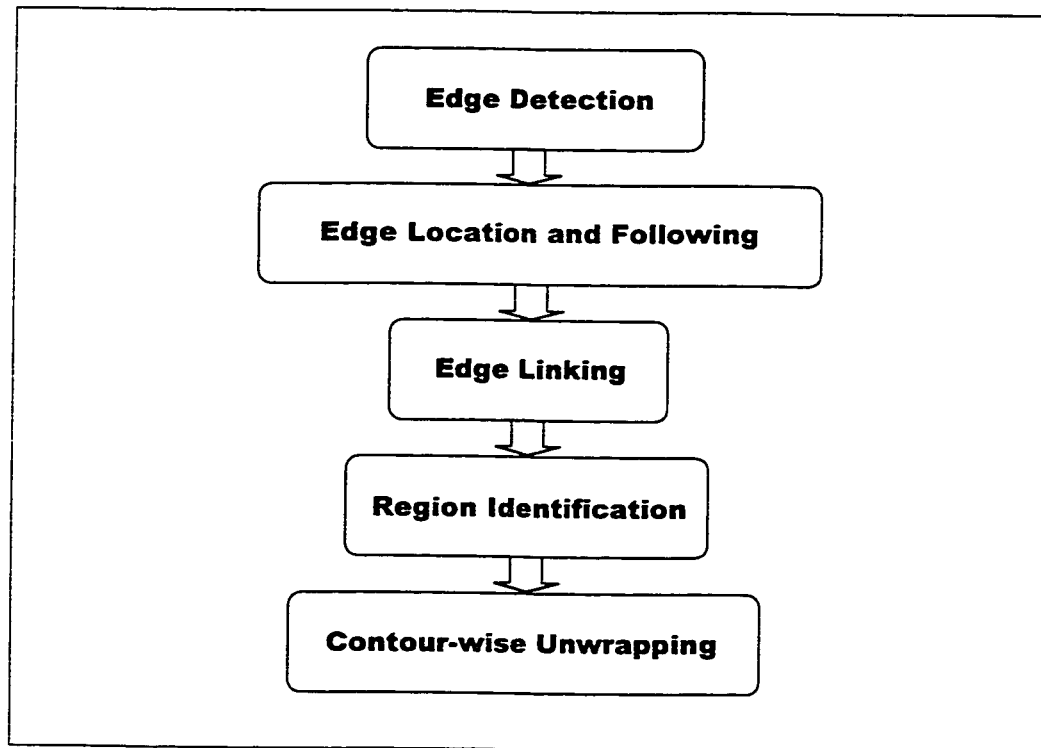 Edge Detection
Edge Location and Following
Edge Linking
Region Identification
Contour-wise Unwrapping